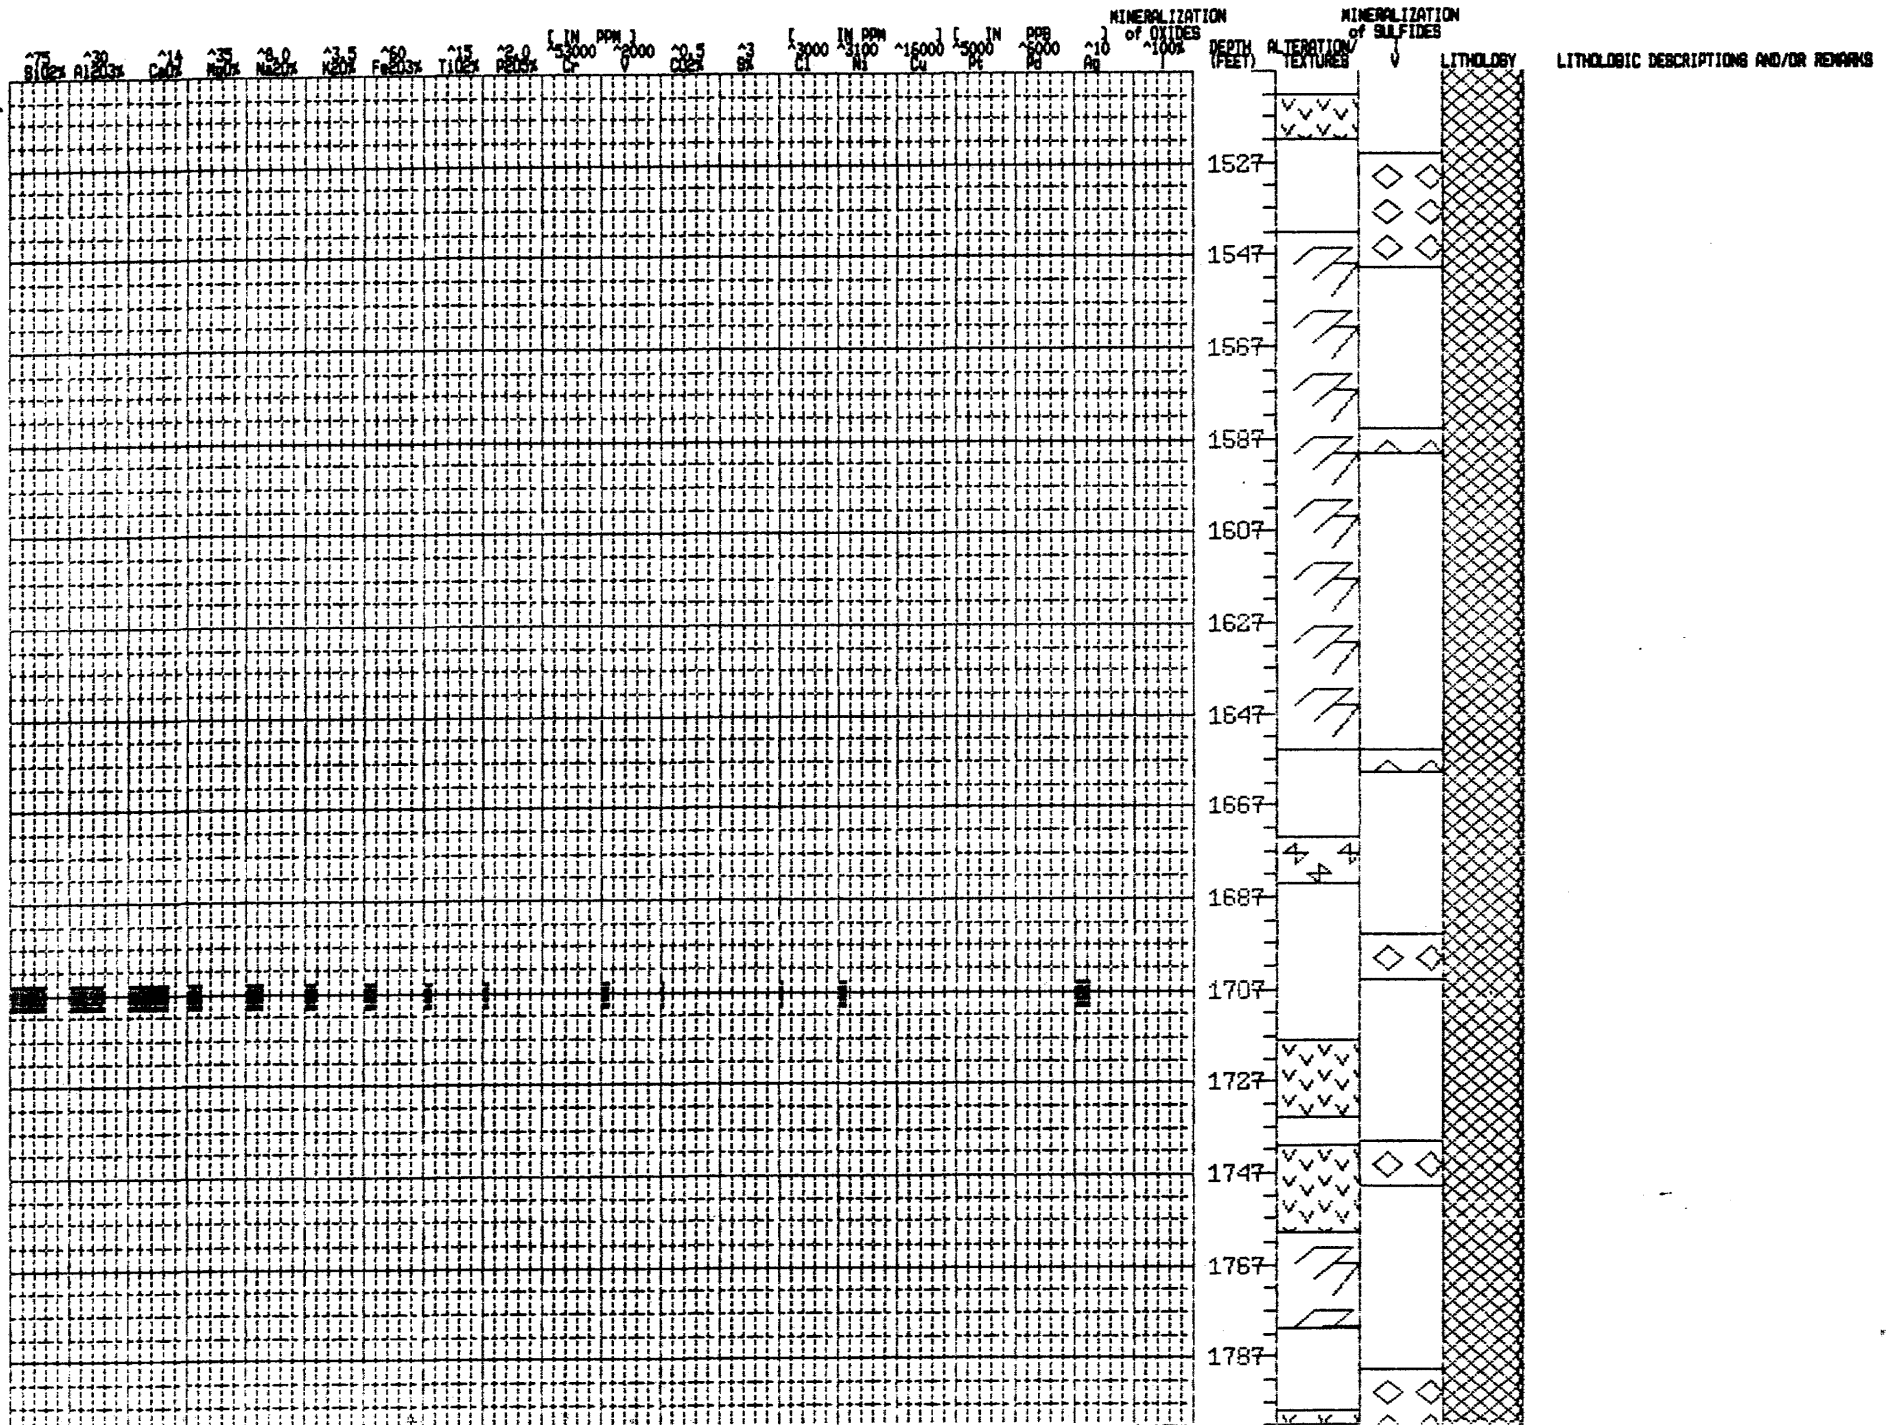 MINERALIZATION of OXIDES
MINERALIZATION of SULFIDES
[ IN PPM ] [ IN PPM ] [ IN PPB ]
^75 ^30 ^14 ^35 ^8.0 ^3.5 ^60 ^15 ^2.0 ^53000 ^2000 ^0.5 ^3 ^3000 ^3100 ^16000 ^5000 ^6000 ^10 ^100%
SiO2% Al2O3% CaO% MgO% Na2O% K2O% Fe2O3% TiO2% P2O5% Cr V CO2% S% Cl Ni Cu Pt Pd Ag |
DEPTH (FEET) ALTERATION/ TEXTURES | V LITHOLOGY LITHOLOGIC DESCRIPTIONS AND/OR REMARKS
1527
1547
1567
1587
1607
1627
1647
1667
1687
1707
1727
1747
1767
1787